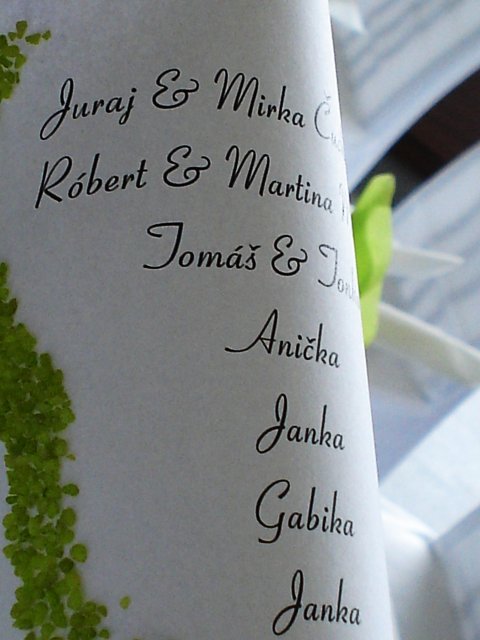 Juraj & Mirka
Róbert & Martina
Tomáš &
Anička
Janka
Gabika
Janka